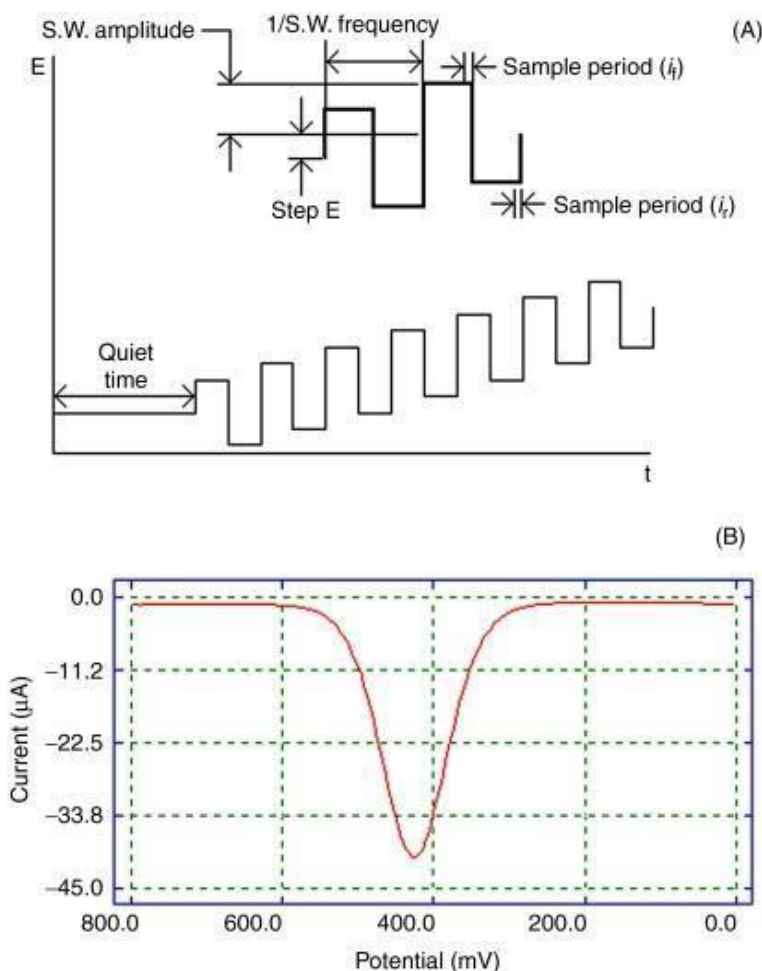 S.W. amplitude
1/S.W. frequency
(A)
E
Sample period (if)
Step E
Sample period (ir)
Quiet
time
t
(B)
0.0
−11.2
−22.5
−33.8
−45.0
Current (µA)
800.0 600.0 400.0 200.0 0.0
Potential (mV)